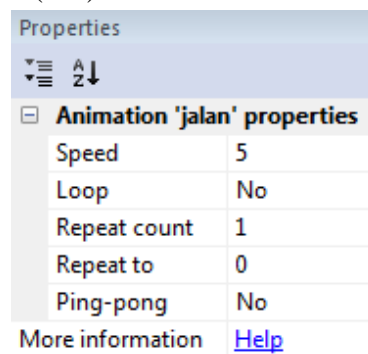 Properties
Animation 'jalan' properties
Speed 5
Loop No
Repeat count 1
Repeat to 0
Ping-pong No
More information Help